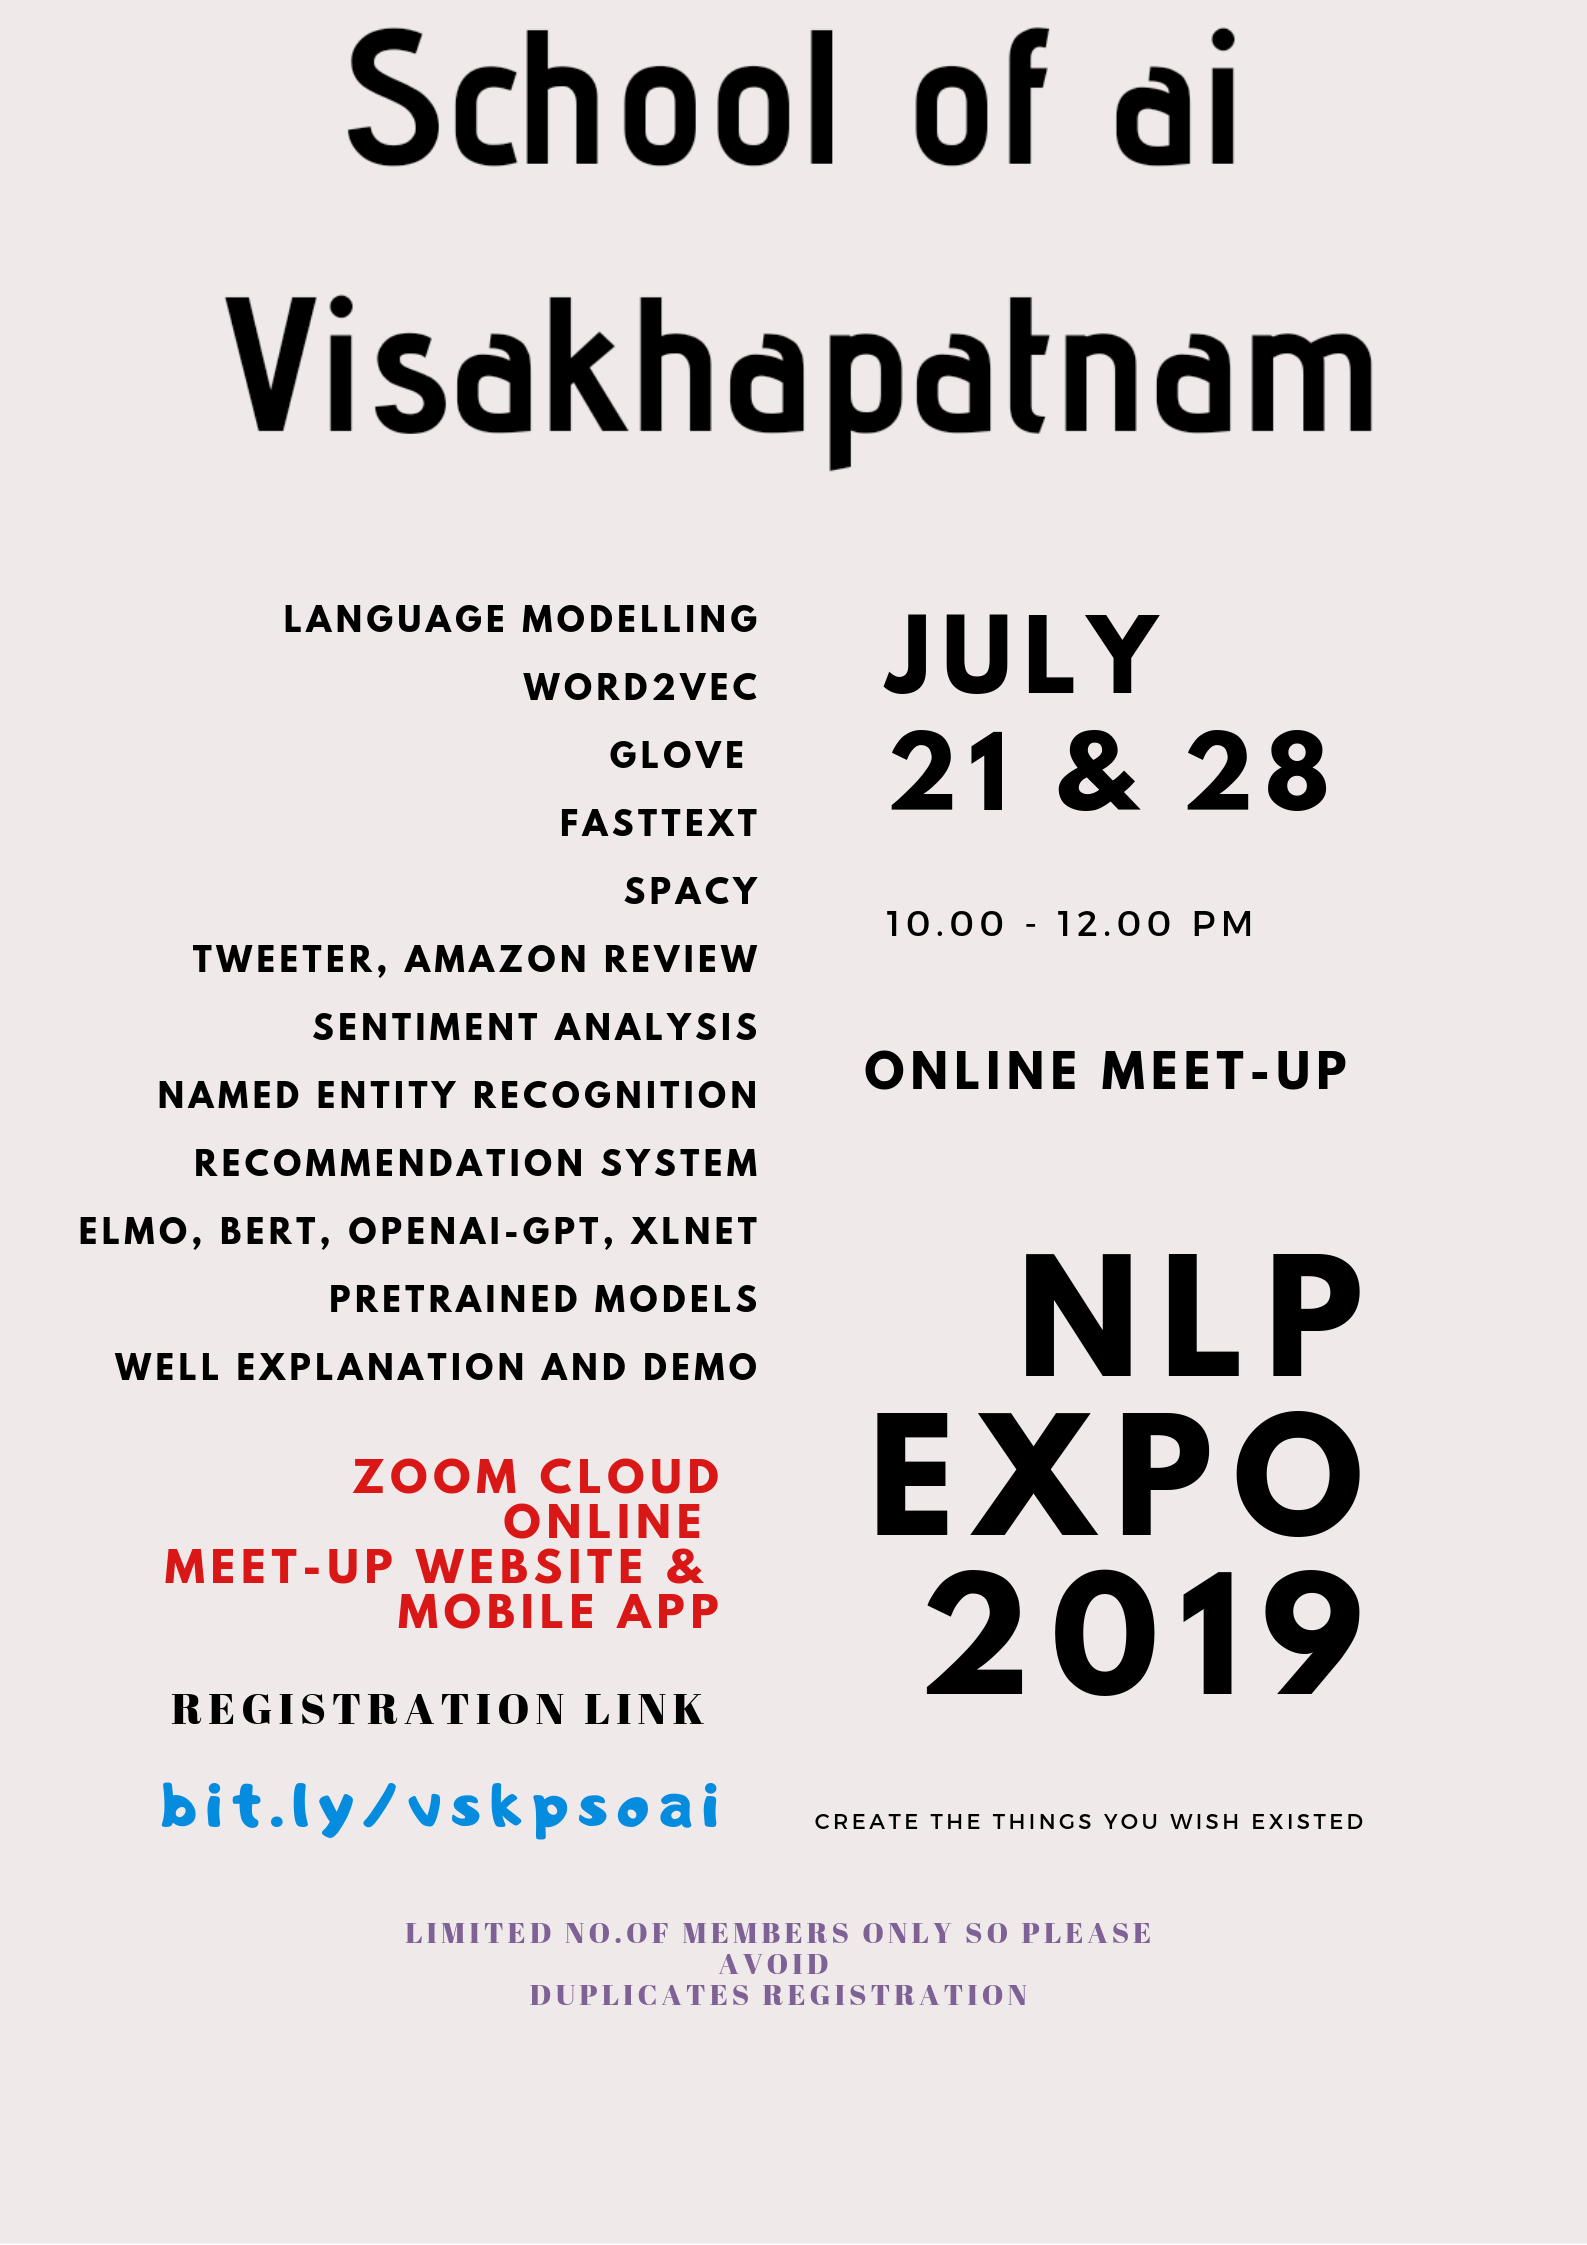 School of ai
Visakhapatnam
LANGUAGE MODELLING
WORD2VEC
GLOVE
FASTTEXT
SPACY
TWEETER, AMAZON REVIEW
SENTIMENT ANALYSIS
NAMED ENTITY RECOGNITION
RECOMMENDATION SYSTEM
ELMO, BERT, OPENAI-GPT, XLNET
PRETRAINED MODELS
WELL EXPLANATION AND DEMO
ZOOM CLOUD
ONLINE
MEET-UP WEBSITE &
MOBILE APP
REGISTRATION LINK
bit.ly/vskpsoai
JULY
21 & 28
10.00 - 12.00 PM
ONLINE MEET-UP
NLP
EXPO
2019
CREATE THE THINGS YOU WISH EXISTED
LIMITED NO.OF MEMBERS ONLY SO PLEASE
AVOID
DUPLICATES REGISTRATION